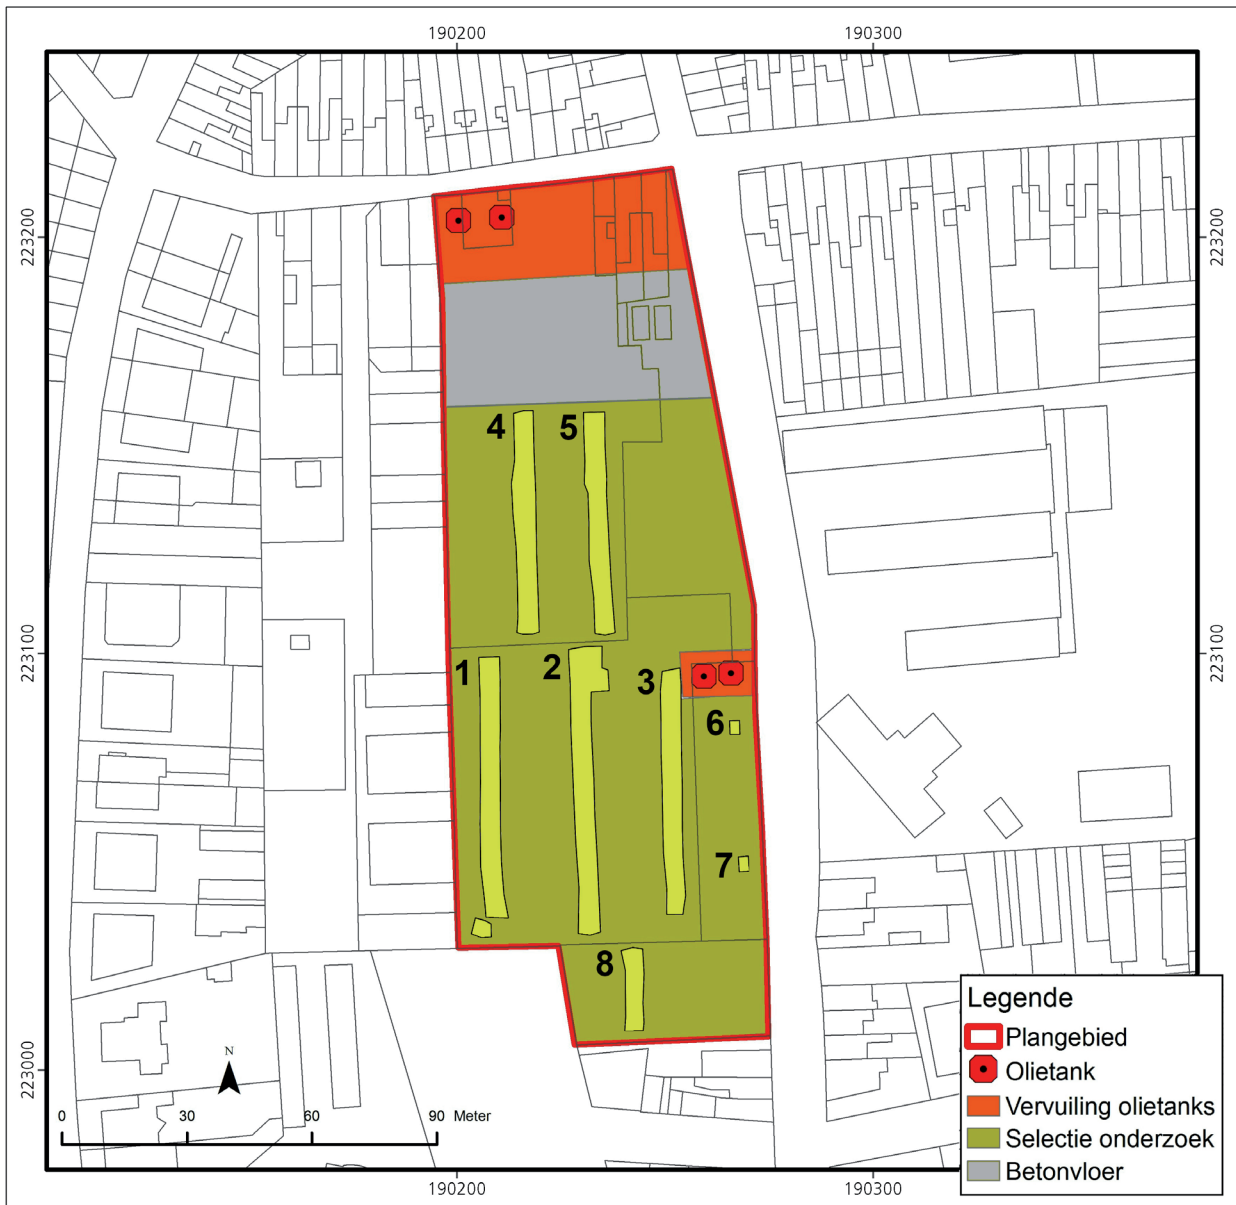 190200 190300
223200 223200
4 5
223100 223100
1 2 3
6
7
8
Legende
Plangebied
Olietank
Vervuiling olietanks
Selectie onderzoek
Betonvloer
N
223000
0 30 60 90 Meter
190200 190300